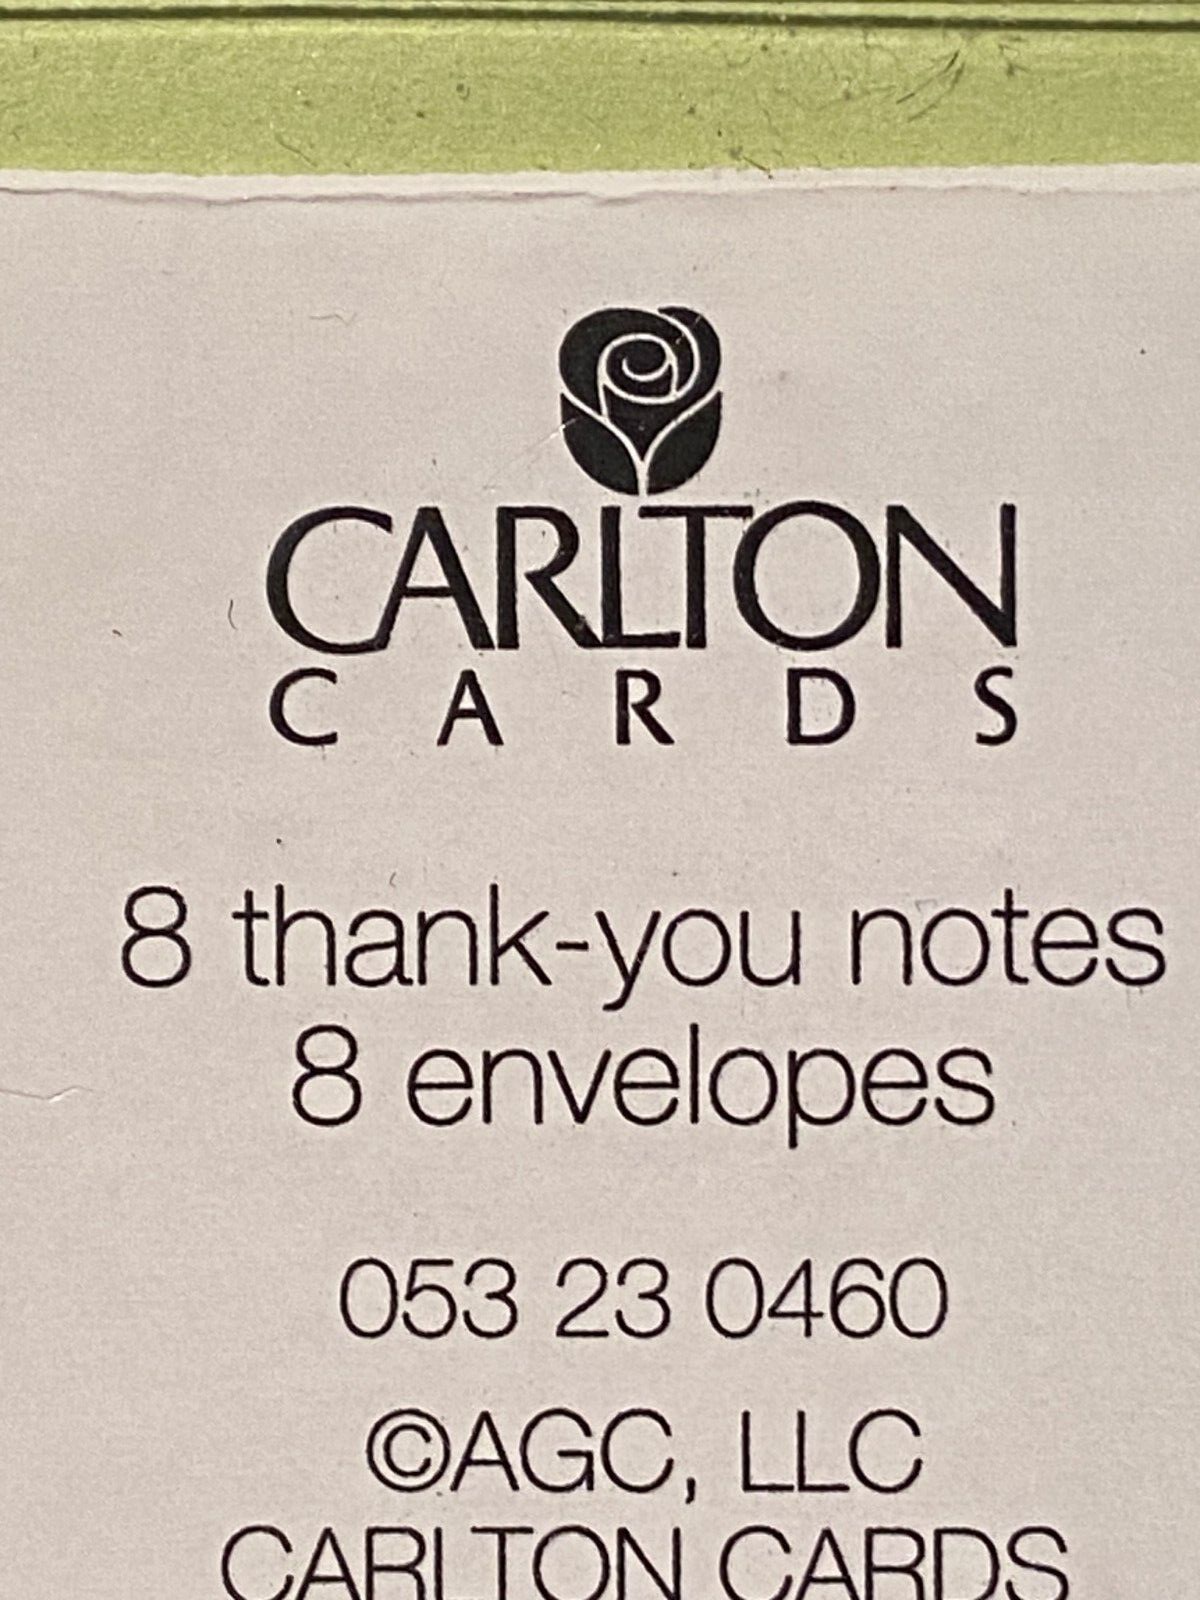 CARLTON
CARDS
8 thank-you notes
8 envelopes
053 23 0460
©AGC, LLC
CARLTON CARDS